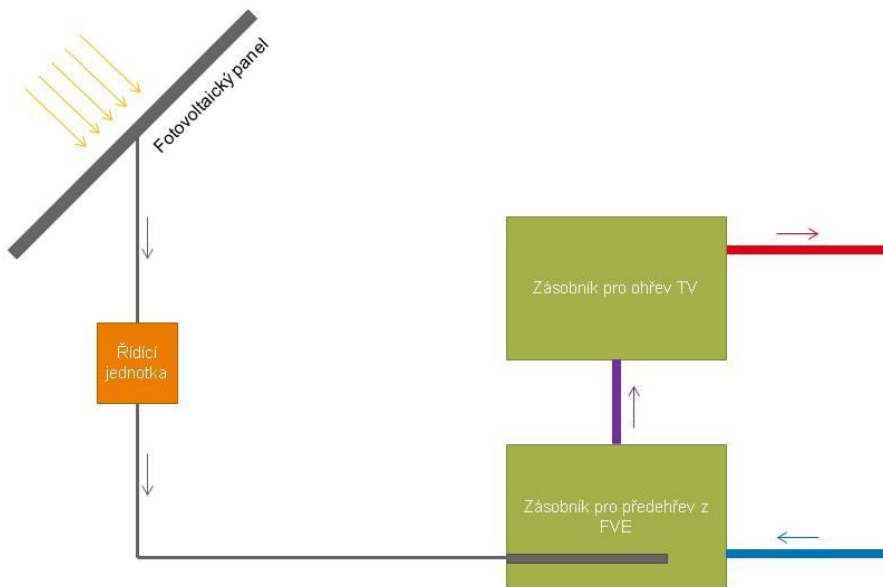 Fotovoltaický panel
Zásobník pro ohřev TV
Řídící
jednotka
Zásobník pro předehřev z
FVE